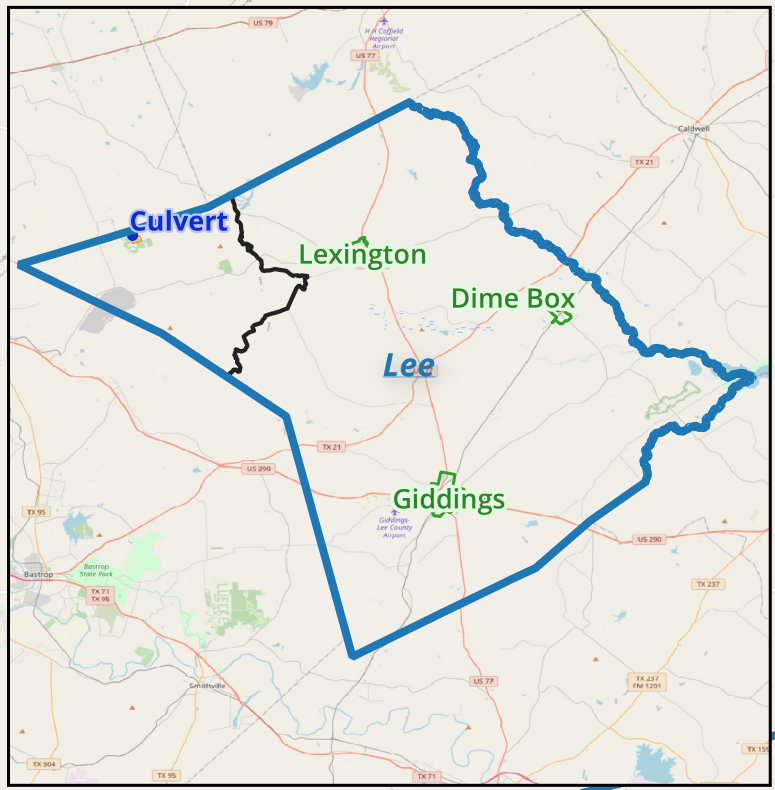 US 79
H H Coffield
Regional
Airport
US 77
Caldwell
TX 21
Culvert
Lexington
Dime Box
Lee
TX 21
US 290
Giddings
TX 95
Giddings-
Lee County
Airport
US 290
Bastrop
State Park
Bastrop
TX 71
TX 95
TX 237
Smithville
US 77
TX 237
FM 1291
TX 159
TX 304
TX 95
TX 71